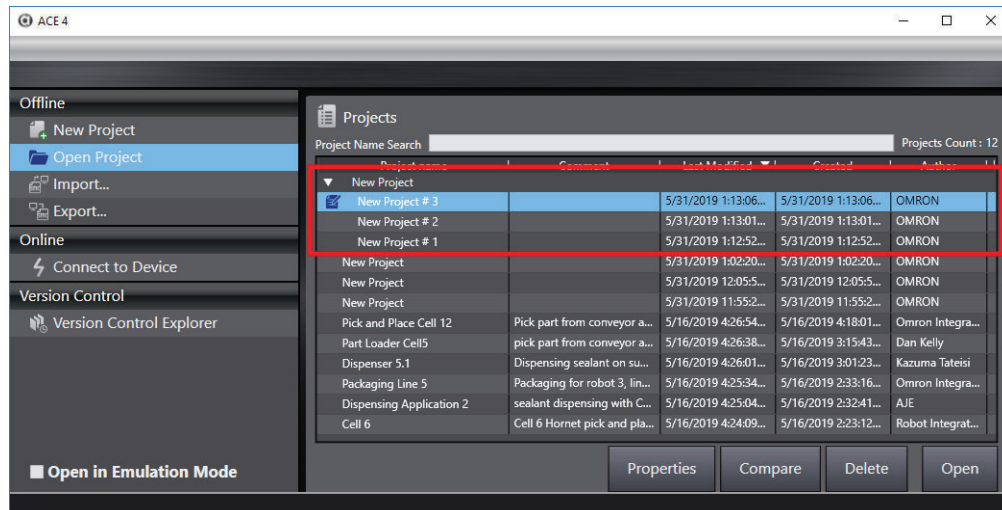 ACE 4
Offline
New Project
Open Project
Import...
Export...
Online
Connect to Device
Version Control
Version Control Explorer
Open in Emulation Mode
Projects
Project Name Search Projects Count : 12
Project name Comment Last Modified Created Author
New Project
New Project # 3 5/31/2019 1:13:06... 5/31/2019 1:13:06... OMRON
New Project # 2 5/31/2019 1:13:01... 5/31/2019 1:13:01... OMRON
New Project # 1 5/31/2019 1:12:52... 5/31/2019 1:12:52... OMRON
New Project 5/31/2019 1:02:20... 5/31/2019 1:02:20... OMRON
New Project 5/31/2019 12:05:5... 5/31/2019 12:05:5... OMRON
New Project 5/31/2019 11:55:2... 5/31/2019 11:55:2... OMRON
Pick and Place Cell 12 Pick part from conveyor a... 5/16/2019 4:26:54... 5/16/2019 4:18:01... Omron Integra...
Part Loader Cell5 pick part from conveyor a... 5/16/2019 4:26:38... 5/16/2019 3:15:43... Dan Kelly
Dispenser 5.1 Dispensing sealant on su... 5/16/2019 4:26:01... 5/16/2019 3:01:23... Kazuma Tateisi
Packaging Line 5 Packaging for robot 3, lin... 5/16/2019 4:25:34... 5/16/2019 2:33:16... Omron Integra...
Dispensing Application 2 sealant dispensing with C... 5/16/2019 4:25:04... 5/16/2019 2:32:41... AJE
Cell 6 Cell 6 Hornet pick and pla... 5/16/2019 4:24:09... 5/16/2019 2:23:12... Robot Integrat...
Properties Compare Delete Open